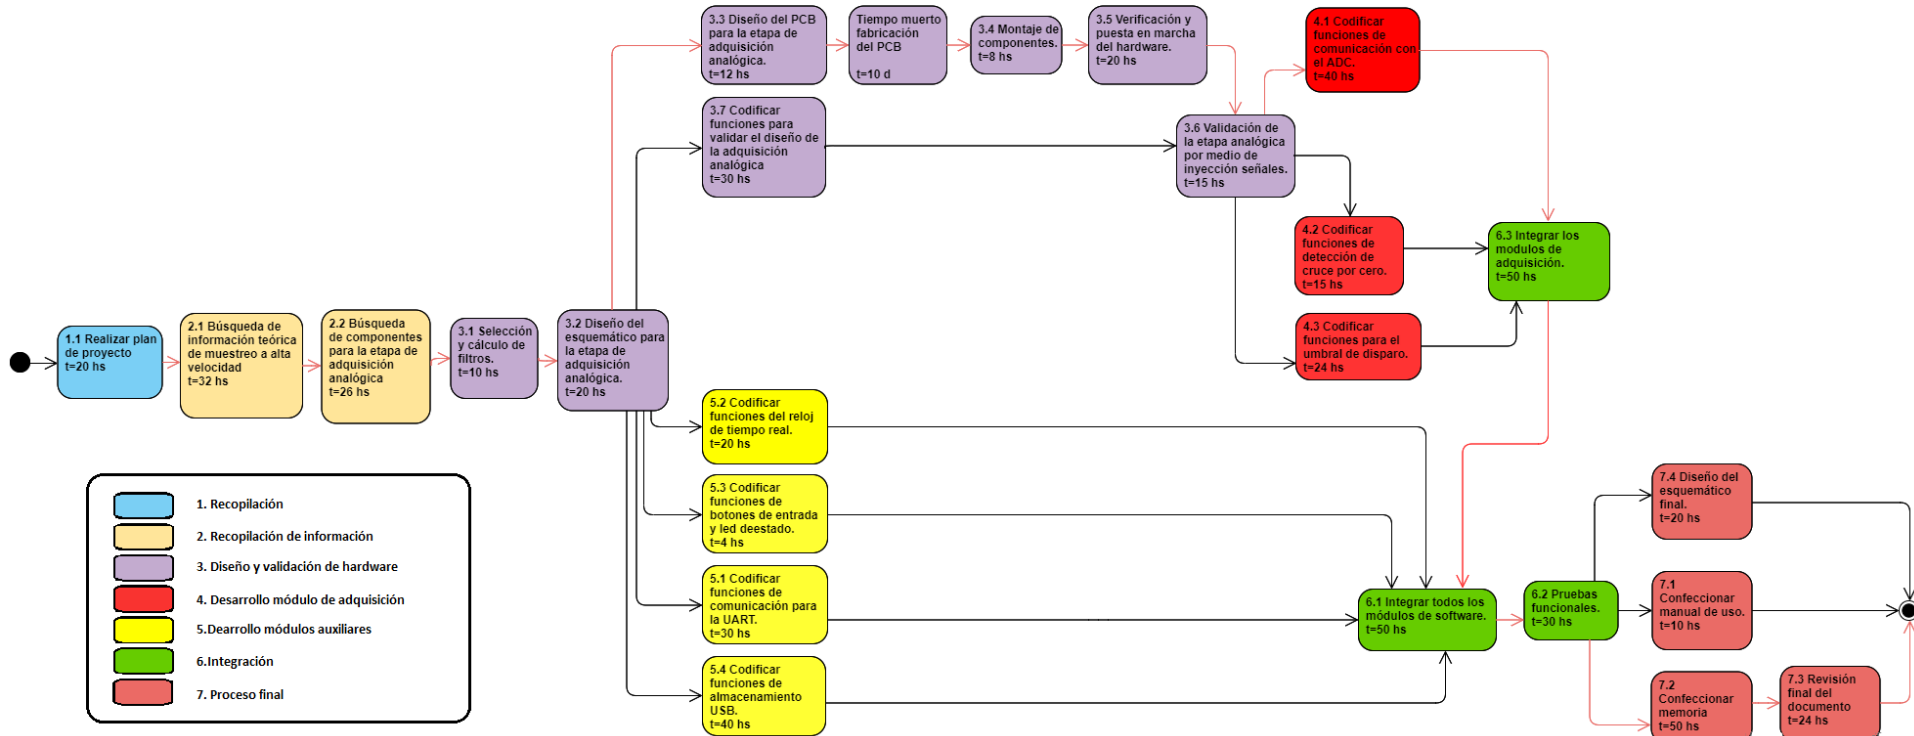 3.3 Diseño del PCB
para la etapa de
adquisición
analógica.
t=12 hs
Tiempo muerto
fabricación
del PCB
t=10 d
3.4 Montaje de
componentes.
t=8 hs
3.5 Verificación y
puesta en marcha
del hardware.
t=20 hs
4.1 Codificar
funciones de
comunicación con
el ADC.
t=40 hs
3.7 Codificar
funciones para
validar el diseño de
la adquisición
analógica
t=30 hs
3.6 Validación de
la etapa analógica
por medio de
inyección señales.
t=15 hs
4.2 Codificar
funciones de
detección de
cruce por cero.
t=15 hs
6.3 Integrar los
modulos de
adquisición.
t=50 hs
1.1 Realizar plan
de proyecto
t=20 hs
2.1 Búsqueda de
información teórica
de muestreo a alta
velocidad
t=32 hs
2.2 Búsqueda
de componentes
para la etapa de
adquisición
analógica
t=26 hs
3.1 Selección
y cálculo de
filtros.
t=10 hs
3.2 Diseño del
esquemático para
la etapa de
adquisición
analógica.
t=20 hs
4.3 Codificar
funciones para el
umbral de disparo.
t=24 hs
5.2 Codificar
funciones del reloj
de tiempo real.
t=20 hs
5.3 Codificar
funciones de
botones de entrada
y led deestado.
t=4 hs
5.1 Codificar
funciones de
comunicación para
la UART.
t=30 hs
5.4 Codificar
funciones de
almacenamiento
USB.
t=40 hs
6.1 Integrar todos los
módulos de software.
t=50 hs
6.2 Pruebas
funcionales.
t=30 hs
7.4 Diseño del
esquemático
final.
t=20 hs
7.1
Confeccionar
manual de uso.
t=10 hs
7.2
Confeccionar
memoria
t=50 hs
7.3 Revisión
final del
documento
t=24 hs
1. Recopilación
2. Recopilación de información
3. Diseño y validación de hardware
4. Desarrollo módulo de adquisición
5.Dearrollo módulos auxiliares
6.Integración
7. Proceso final